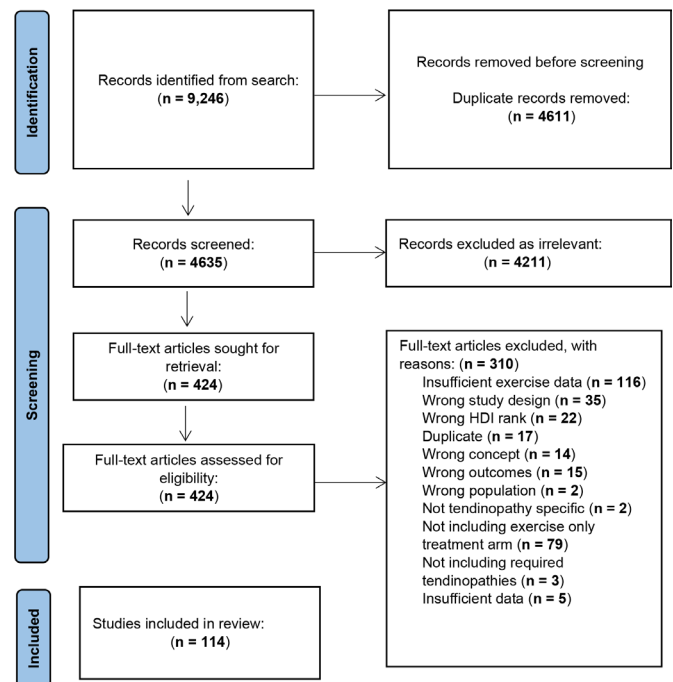 Identification
Records identified from search:
(n = 9,246)
Records removed before screening
Duplicate records removed:
(n = 4611)
Screening
Records screened:
(n = 4635)
Records excluded as irrelevant:
(n = 4211)
Full-text articles sought for
retrieval:
(n = 424)
Full-text articles assessed for
eligibility:
(n = 424)
Full-text articles excluded, with
reasons: (n = 310)
Insufficient exercise data (n = 116)
Wrong study design (n = 35)
Wrong HDI rank (n = 22)
Duplicate (n = 17)
Wrong concept (n = 14)
Wrong outcomes (n = 15)
Wrong population (n = 2)
Not tendinopathy specific (n = 2)
Not including exercise only
treatment arm (n = 79)
Not including required
tendinopathies (n = 3)
Insufficient data (n = 5)
Included
Studies included in review:
(n = 114)